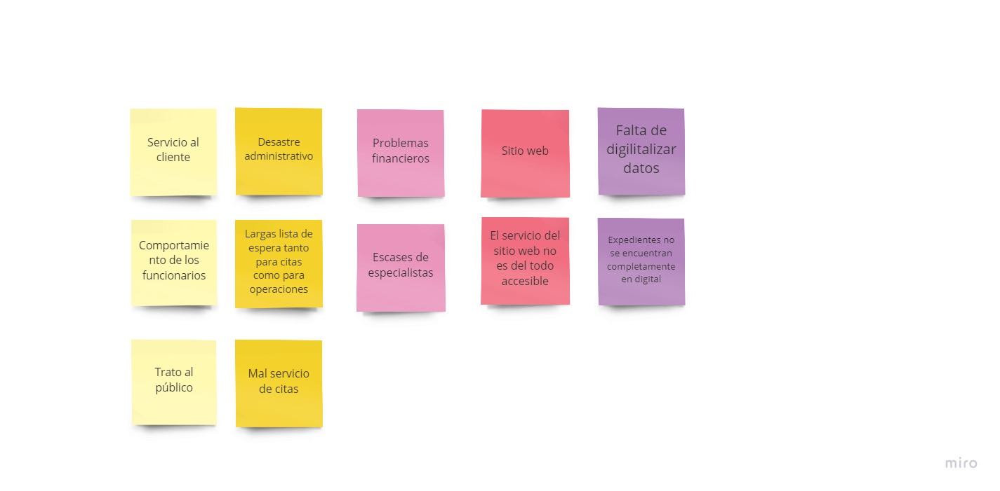 Servicio al
cliente
Desastre
administrativo
Problemas
financieros
Sitio web
Falta de
digilitalizar
datos
Comportamie
nto de los
funcionarios
Largas lista de
espera tanto
para citas
como para
operaciones
Escases de
especialistas
El servicio del
sitio web no
es del todo
accesible
Expedientes no
se encuentran
completamente
en digital
Trato al
público
Mal servicio
de citas
miro